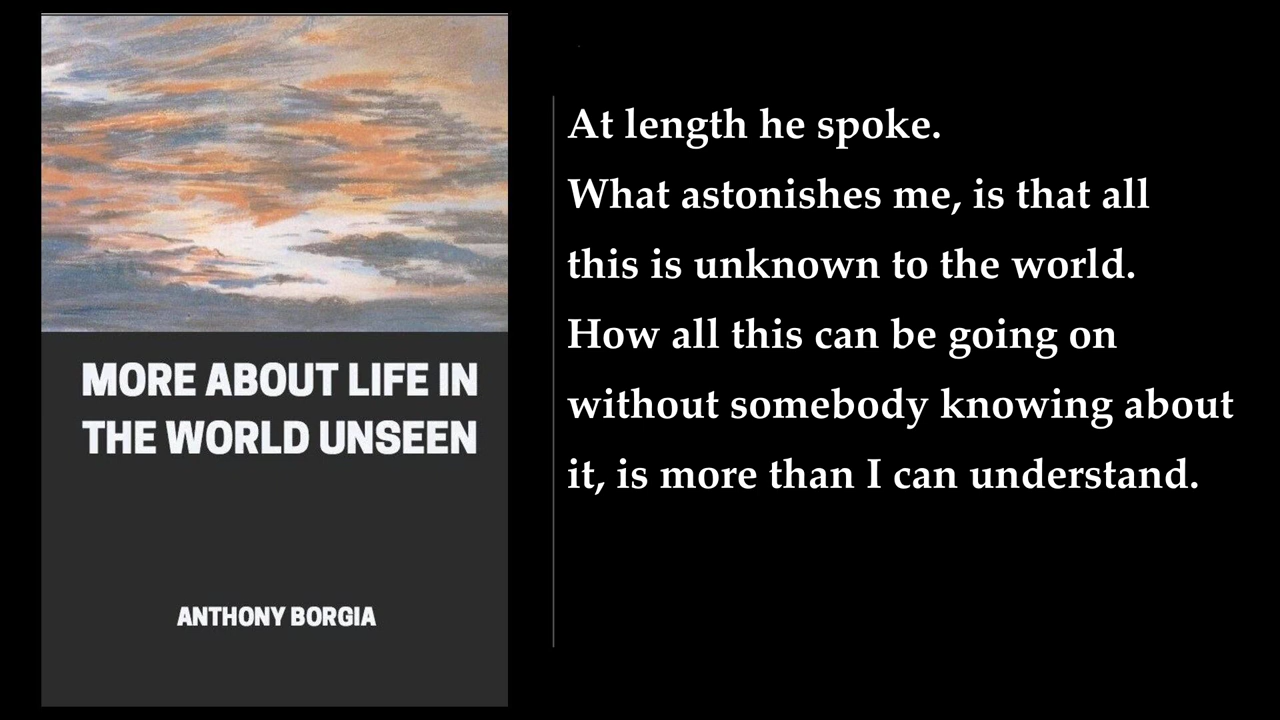 MORE ABOUT LIFE IN
THE WORLD UNSEEN
ANTHONY BORGIA
At length he spoke.
What astonishes me, is that all
this is unknown to the world.
How all this can be going on
without somebody knowing about
it, is more than I can understand.